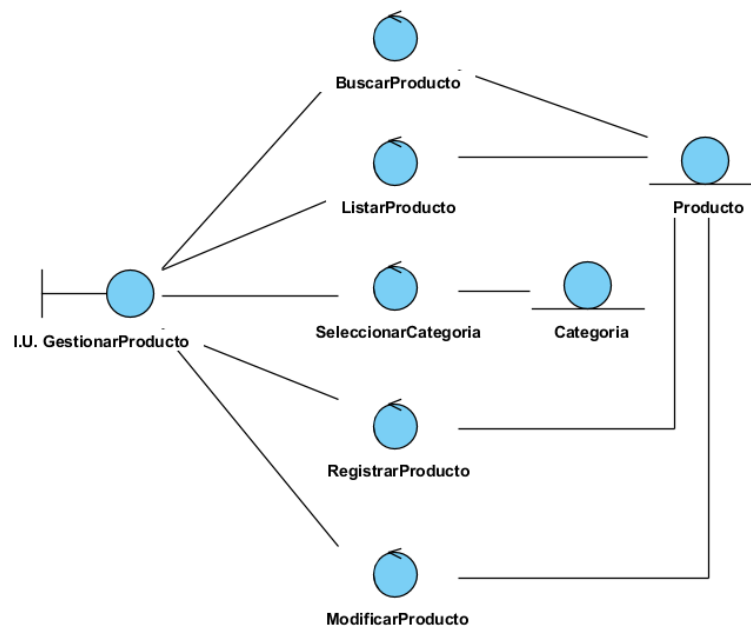 BuscarProducto
ListarProducto
Producto
I.U. GestionarProducto
SeleccionarCategoria
Categoria
RegistrarProducto
ModificarProducto